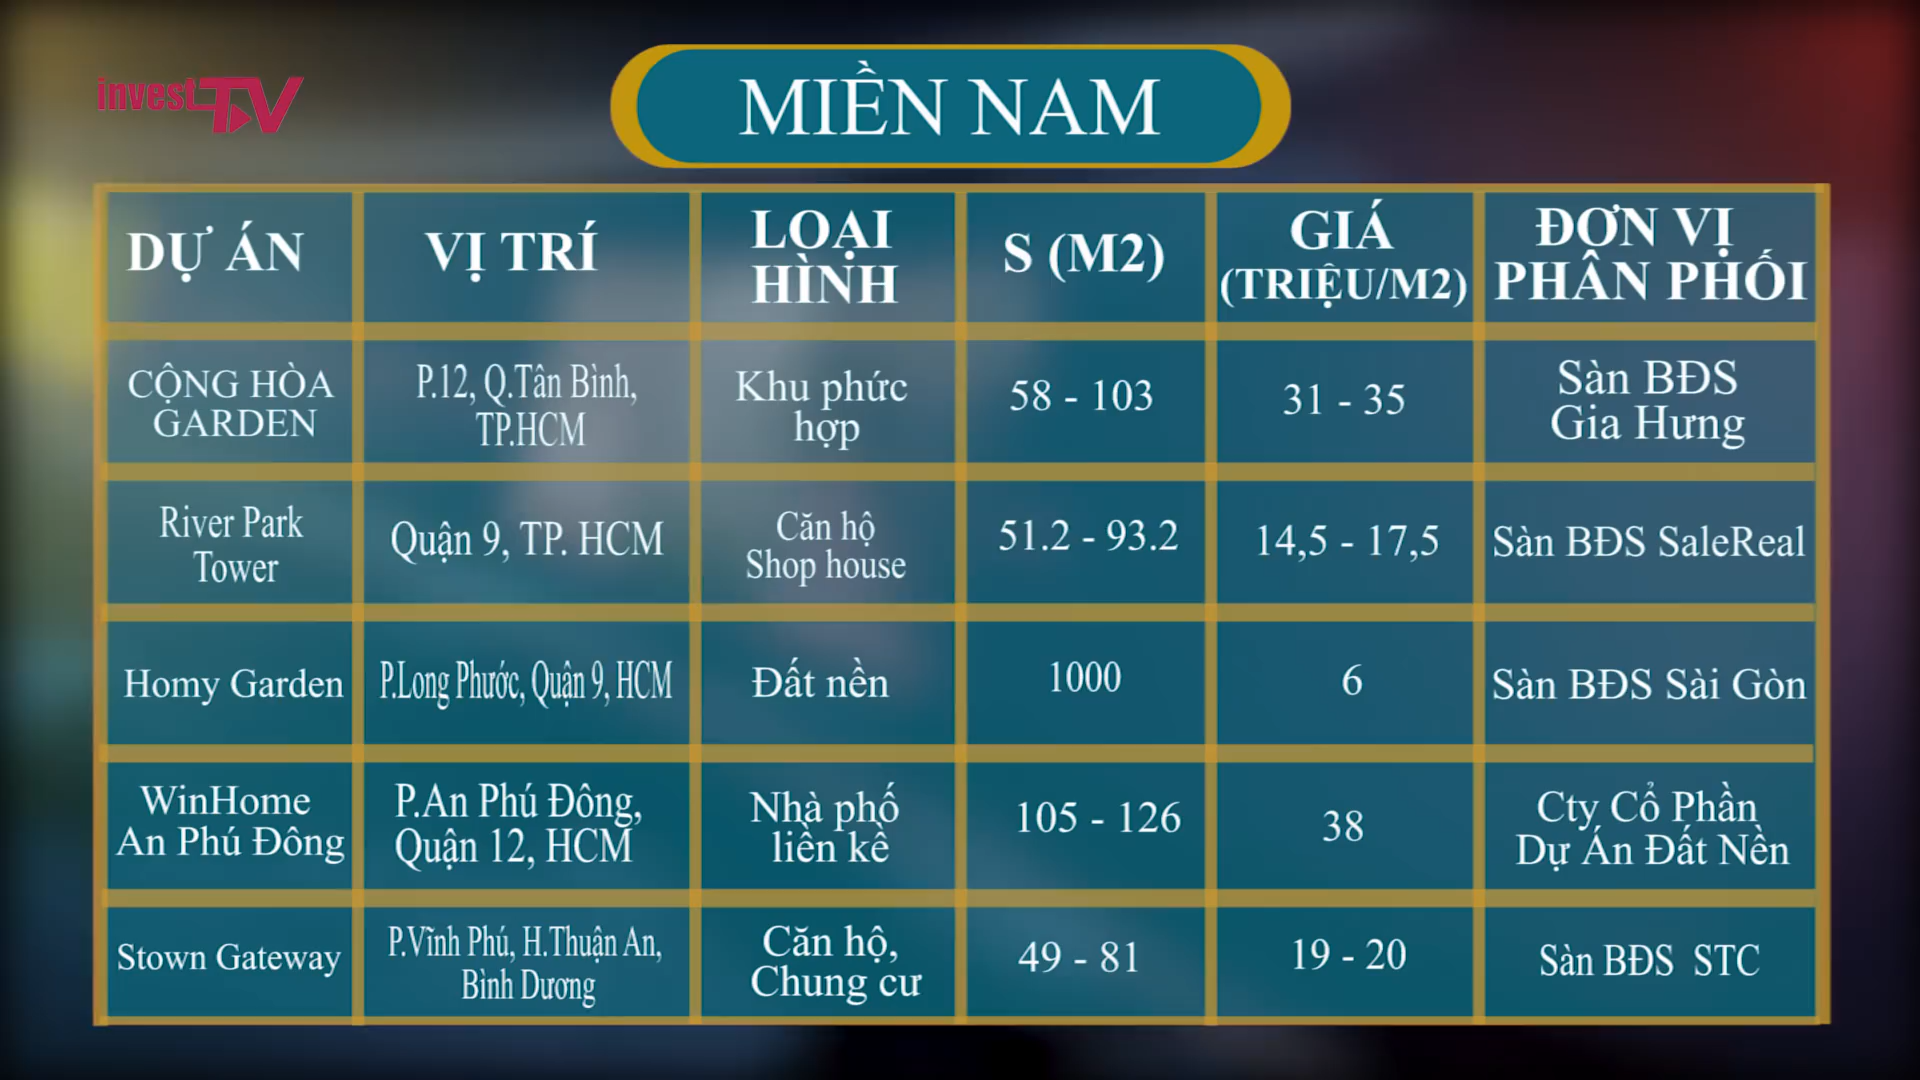 investTV
MIỀN NAM
DỰ ÁN
VỊ TRÍ
LOẠI
HÌNH
S (M2)
GIÁ
(TRIỆU/M2)
ĐƠN VỊ
PHÂN PHỐI
CỘNG HÒA
GARDEN
P.12, Q.Tân Bình,
TP.HCM
Khu phức
hợp
58 - 103
31 - 35
Sàn BĐS
Gia Hưng
River Park
Tower
Quận 9, TP. HCM
Căn hộ
Shop house
51.2 - 93.2
14,5 - 17,5
Sàn BĐS SaleReal
Homy Garden
P.Long Phước, Quận 9, HCM
Đất nền
1000
6
Sàn BĐS Sài Gòn
WinHome
An Phú Đông
P.An Phú Đông,
Quận 12, HCM
Nhà phố
liền kề
105 - 126
38
Cty Cổ Phần
Dự Án Đất Nền
Stown Gateway
P.Vĩnh Phú, H.Thuận An,
Bình Dương
Căn hộ,
Chung cư
49 - 81
19 - 20
Sàn BĐS STC